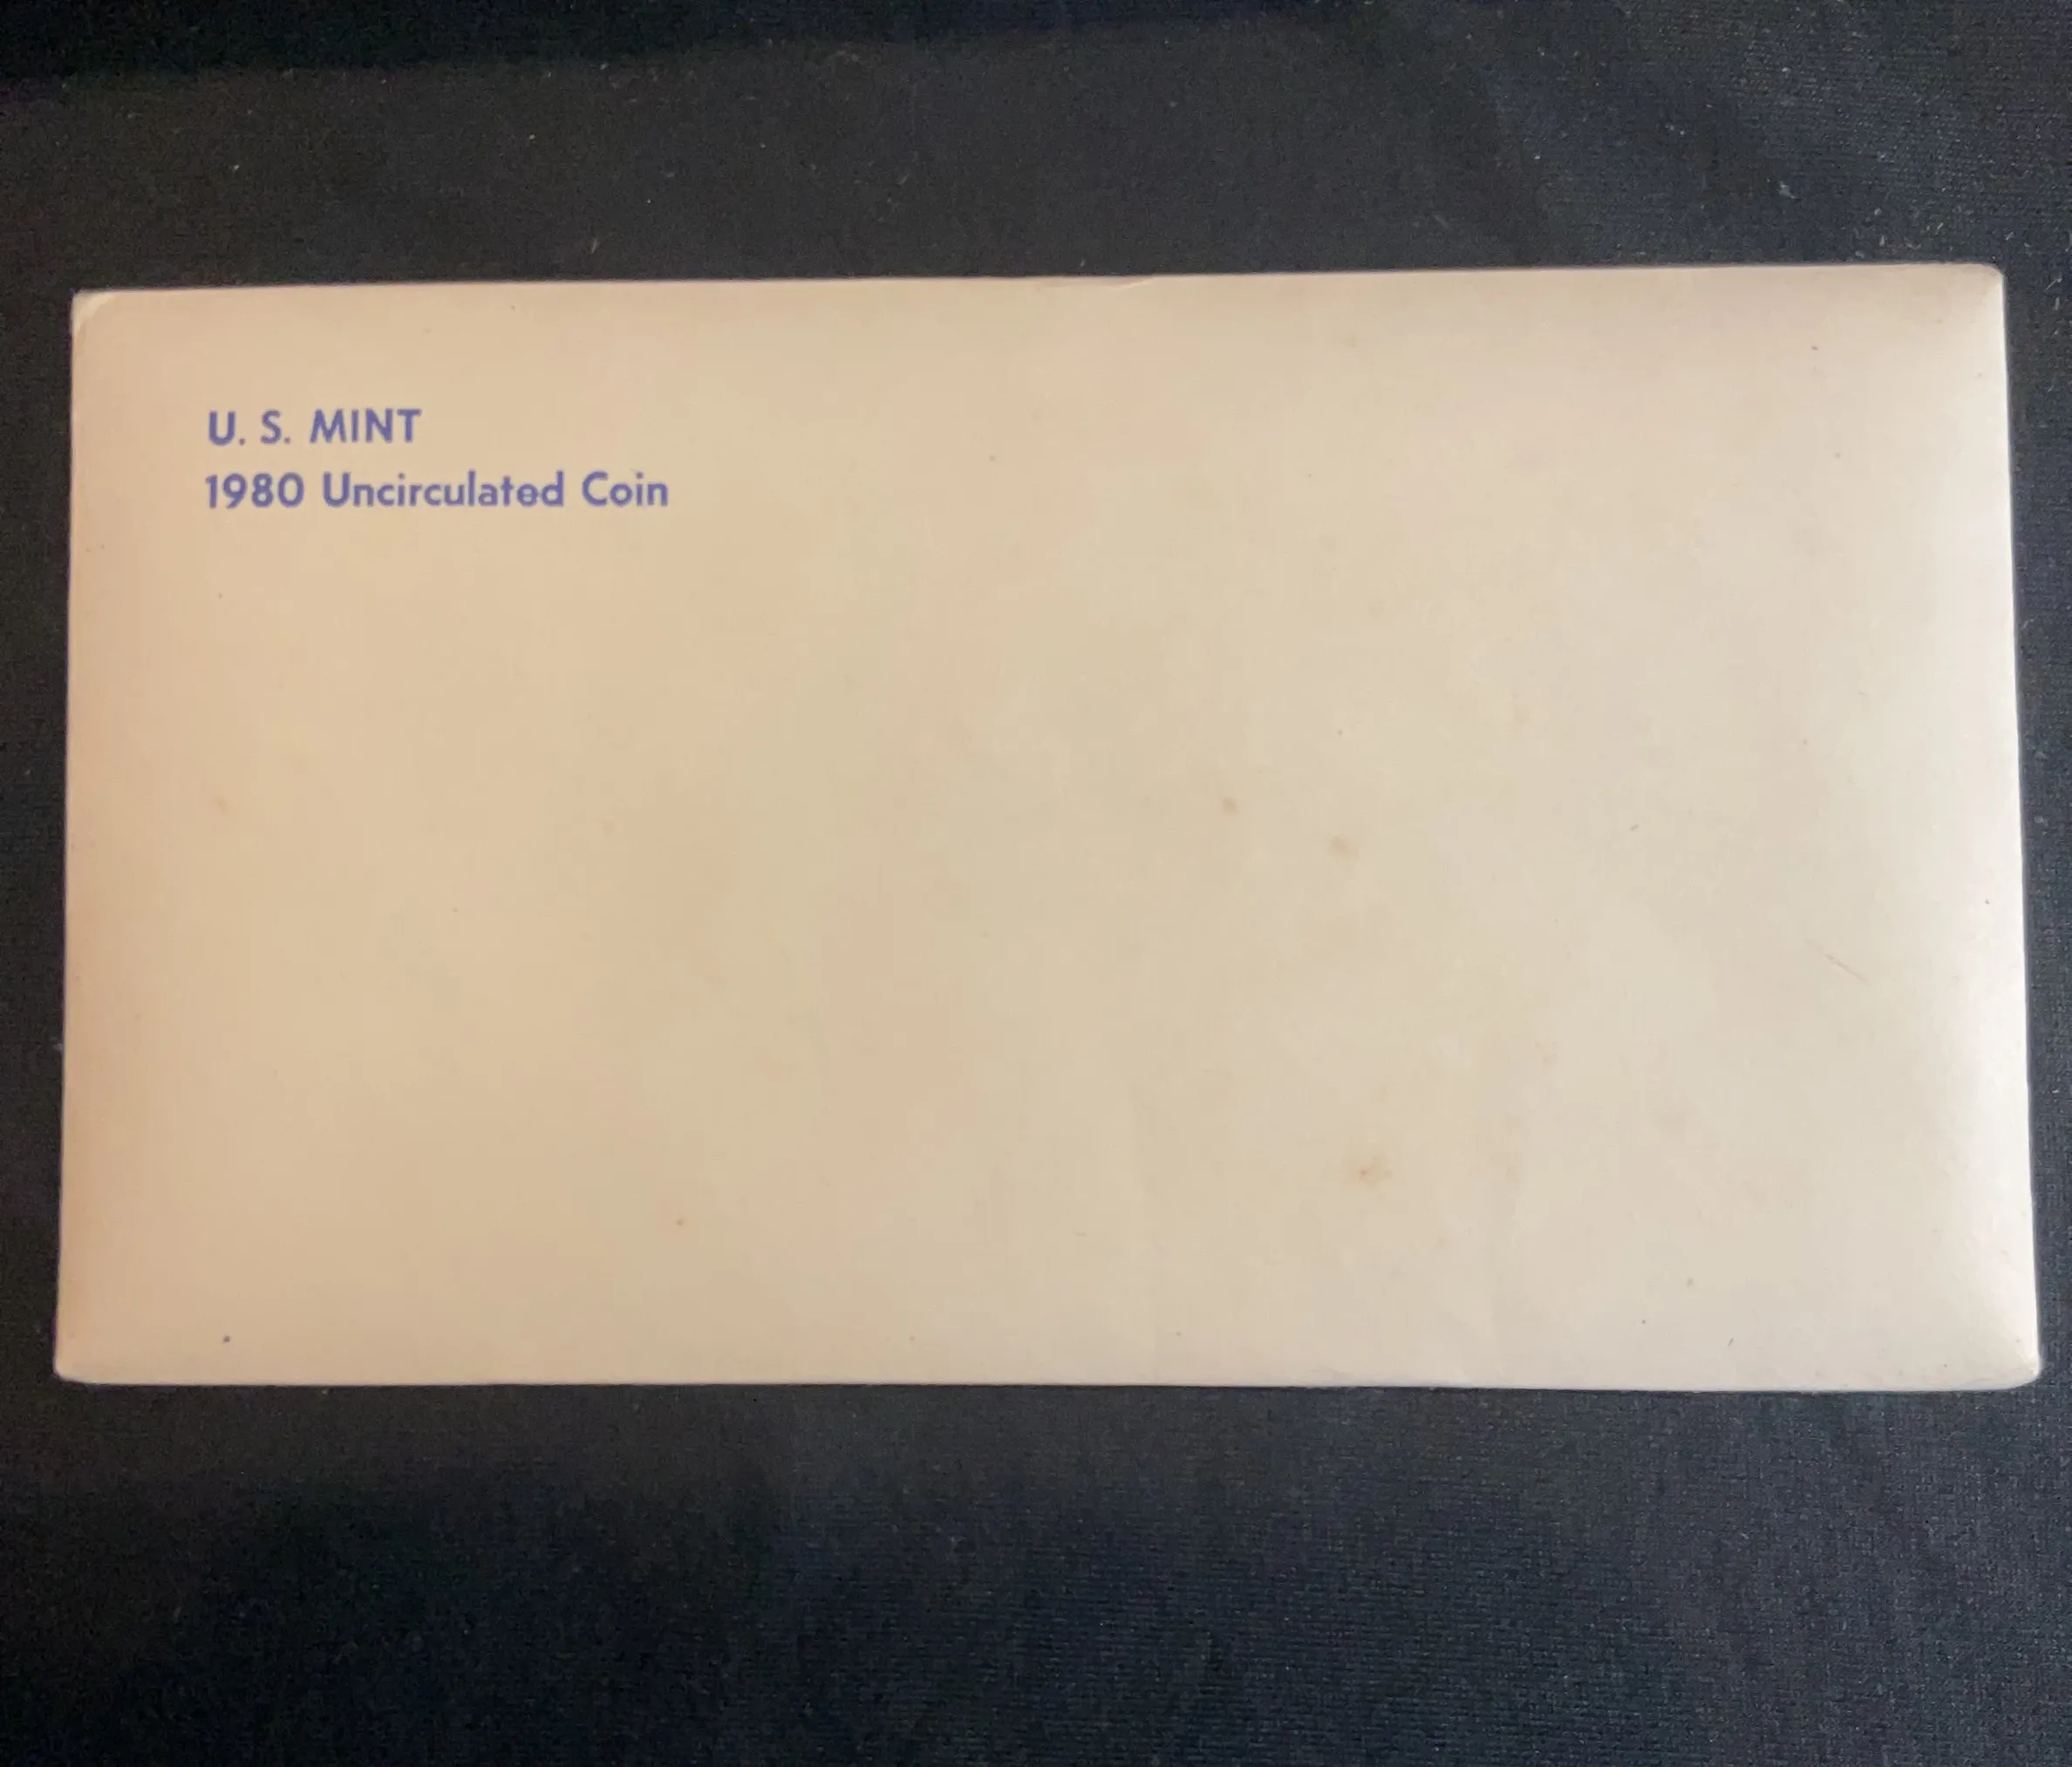 U. S. MINT
1980 Uncirculated Coin